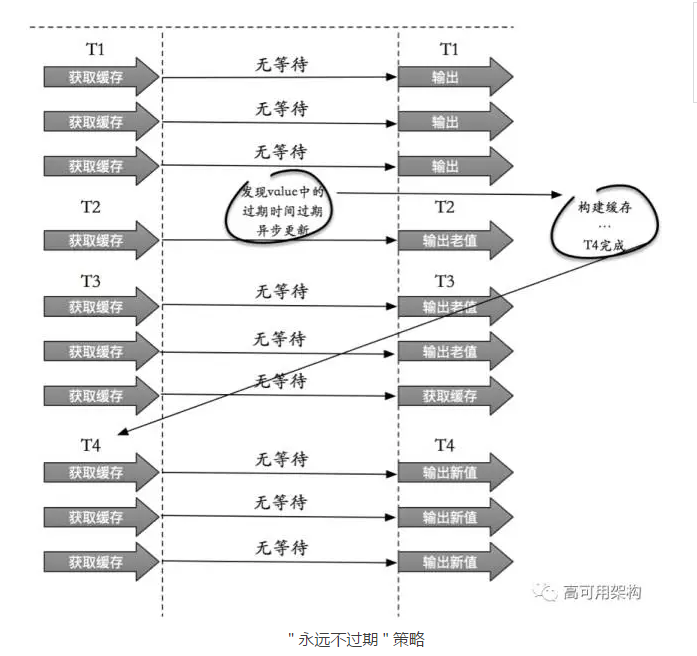 T1
T1
获取缓存
无等待
输出
获取缓存
无等待
输出
获取缓存
无等待
输出
发现value中的
过期时间过期
异步更新
构建缓存
...
T4完成
T2
T2
获取缓存
输出老值
T3
T3
获取缓存
无等待
输出老值
获取缓存
无等待
输出老值
获取缓存
无等待
获取缓存
T4
T4
获取缓存
无等待
输出新值
获取缓存
无等待
输出新值
获取缓存
无等待
输出新值
高可用架构
" 永远不过期 " 策略